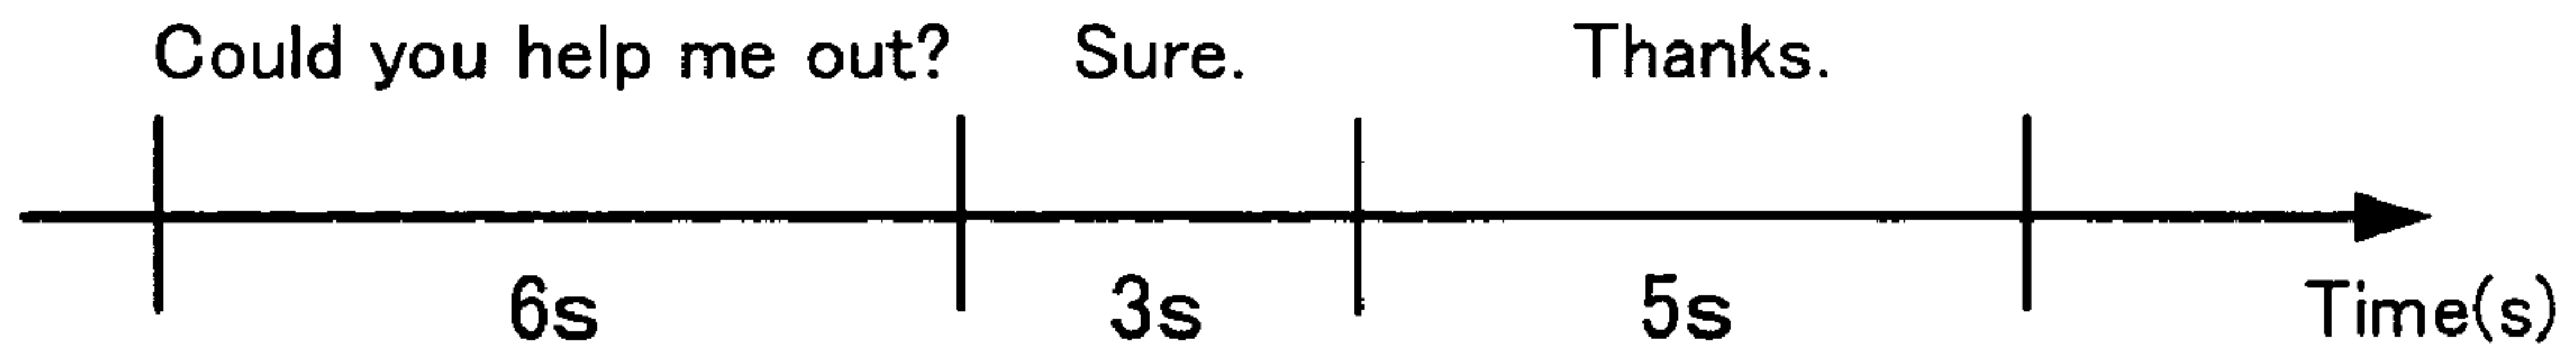 Could you help me out? Sure. Thanks.
6s 3s 5s Time(s)